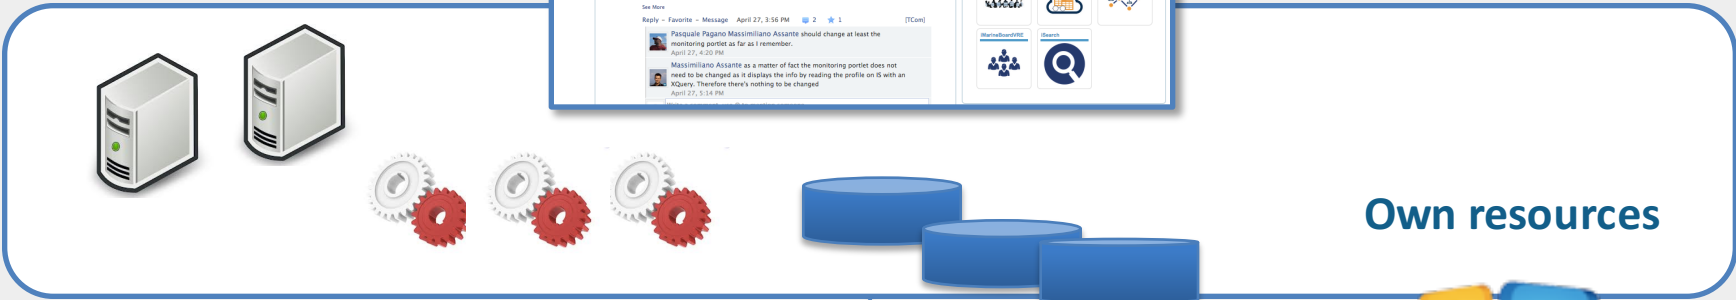 See More
Reply - Favorite - Message April 27, 3:56 PM 2 1 [TCom]
Pasquale Pagano Massimiliano Assante should change at least the
monitoring portlet as far as I remember.
April 27, 4:20 PM
Massimiliano Assante as a matter of fact the monitoring portlet does not
need to be changed as it displays the info by reading the profile on IS with an
XQuery. Therefore there's nothing to be changed
April 27, 5:14 PM
iMarineBoardVRE iSearch
Own resources